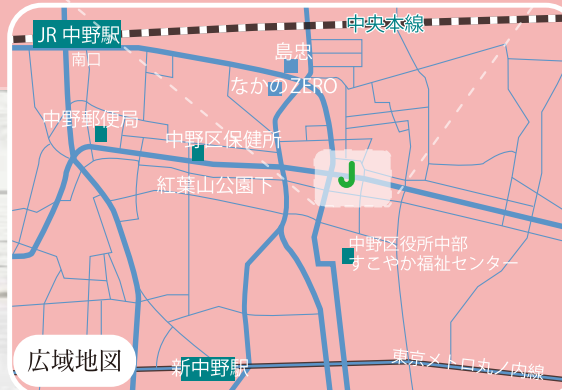 中央本線
JR 中野駅
南口
島忠
なかのZERO
中野郵便局
中野区保健所
紅葉山公園下
J
中野区役所中部
すこやか福祉センター
東京メトロ丸ノ内線
新中野駅
広域地図